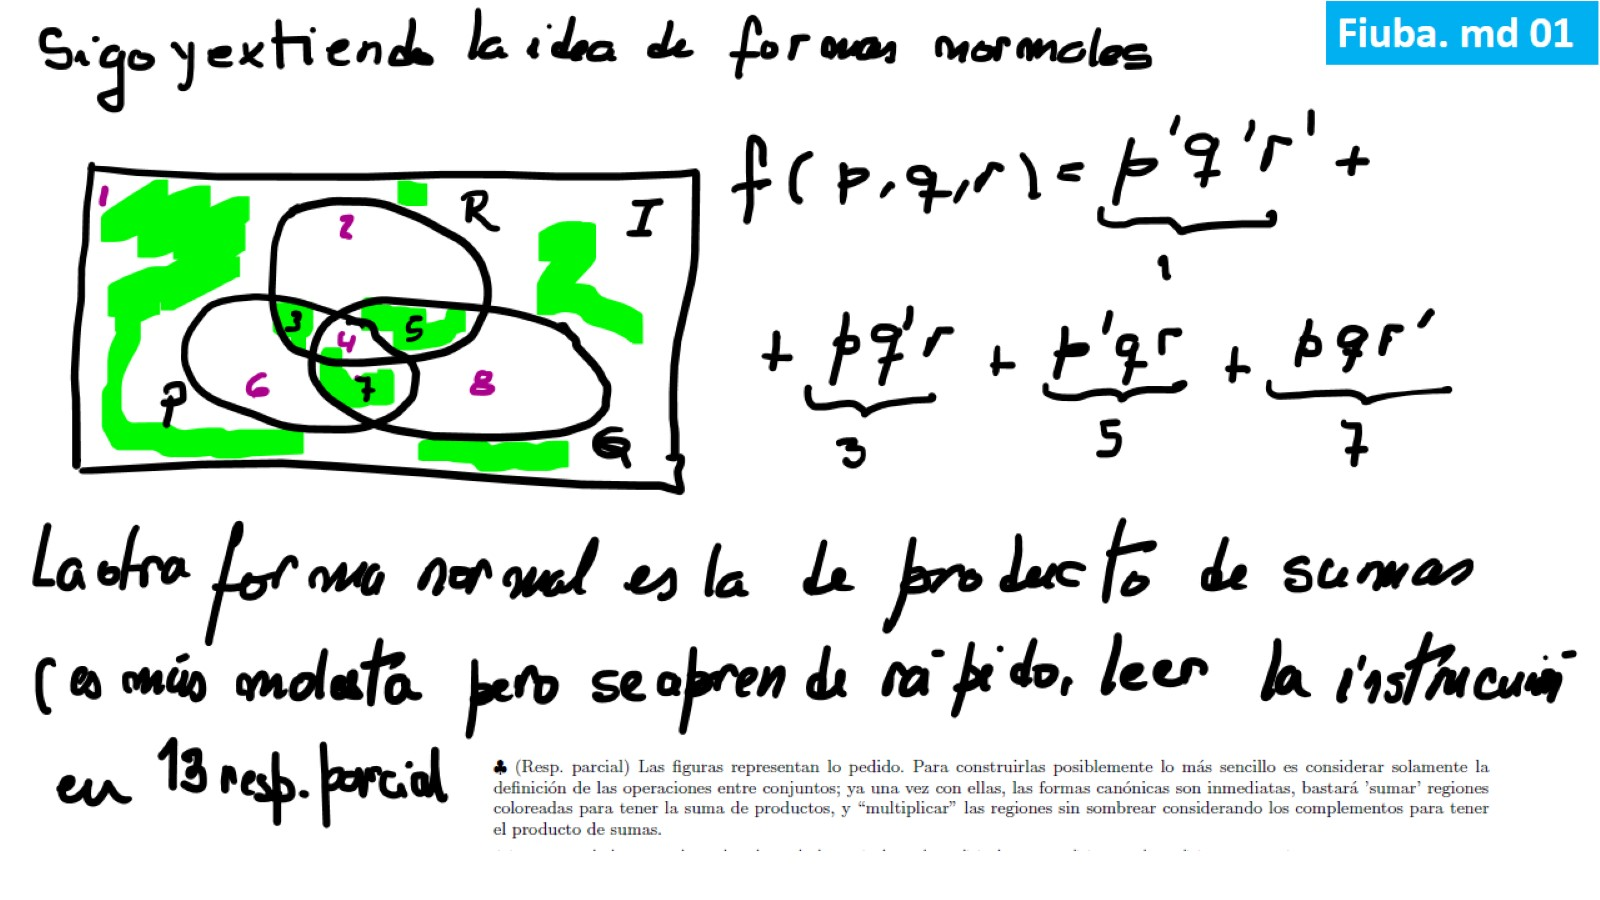 Sigo y extiendo la idea de formas normales
Fiuba. md 01
f(p,q,r) = p'q'r' +
1
+ pq'r + p'qr + pqr'
3 5 7
1
2
R
I
3
4
5
6
7
8
P
Q
La otra forma normal es la de producto de sumas
(es más molesta pero se aprende rápido, leer la instrucción
en 13 resp. parcial
♣ (Resp. parcial) Las figuras representan lo pedido. Para construirlas posiblemente lo más sencillo es considerar solamente la
definición de las operaciones entre conjuntos; ya una vez con ellas, las formas canónicas son inmediatas, bastará 'sumar' regiones
coloreadas para tener la suma de productos, y “multiplicar” las regiones sin sombrear considerando los complementos para tener
el producto de sumas.